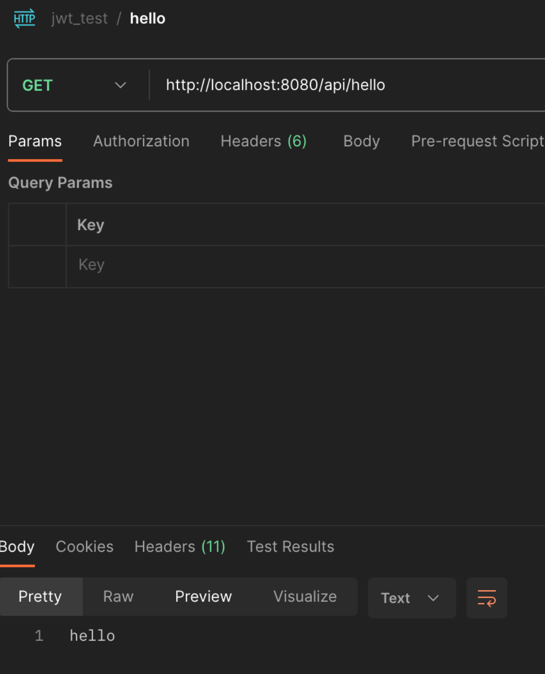 HTTP jwt_test / hello
GET http://localhost:8080/api/hello
Params Authorization Headers (6) Body Pre-request Script
Query Params
Key
Key
Body Cookies Headers (11) Test Results
Pretty Raw Preview Visualize Text
1 hello